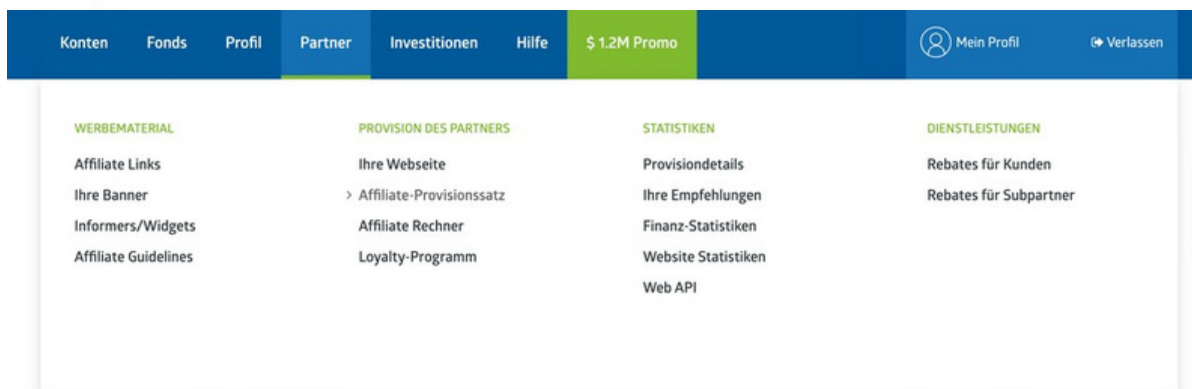 Konten Fonds Profil Partner Investitionen Hilfe $ 1.2M Promo Mein Profil Verlassen
WERBEMATERIAL
Affiliate Links
Ihre Banner
Informers/Widgets
Affiliate Guidelines
PROVISION DES PARTNERS
Ihre Webseite
> Affiliate-Provisionssatz
Affiliate Rechner
Loyalty-Programm
STATISTIKEN
Provisiondetails
Ihre Empfehlungen
Finanz-Statistiken
Website Statistiken
Web API
DIENSTLEISTUNGEN
Rebates für Kunden
Rebates für Subpartner